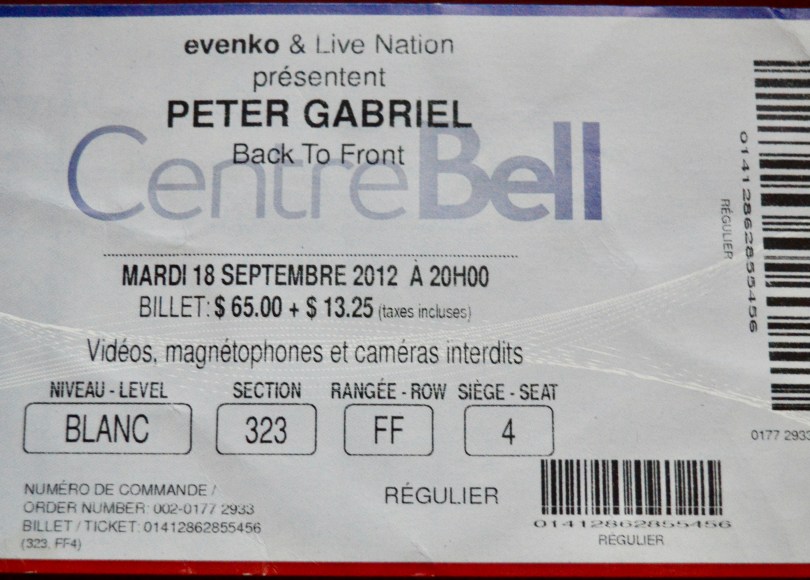 evenko & Live Nation
présentent
PETER GABRIEL
Back To Front
CentreBell
MARDI 18 SEPTEMBRE 2012 À 20H00
BILLET: $ 65.00 + $ 13.25 (taxes incluses)
Vidéos, magnétophones et caméras interdits
NIVEAU - LEVEL SECTION RANGÉE - ROW SIÈGE - SEAT
BLANC 323 FF 4
NUMÉRO DE COMMANDE /
ORDER NUMBER: 002-0177 2933
BILLET / TICKET: 01412862855456
(323, FF4)
RÉGULIER
01412862855456
RÉGULIER
01412862855456
RÉGULIER
0177 2933